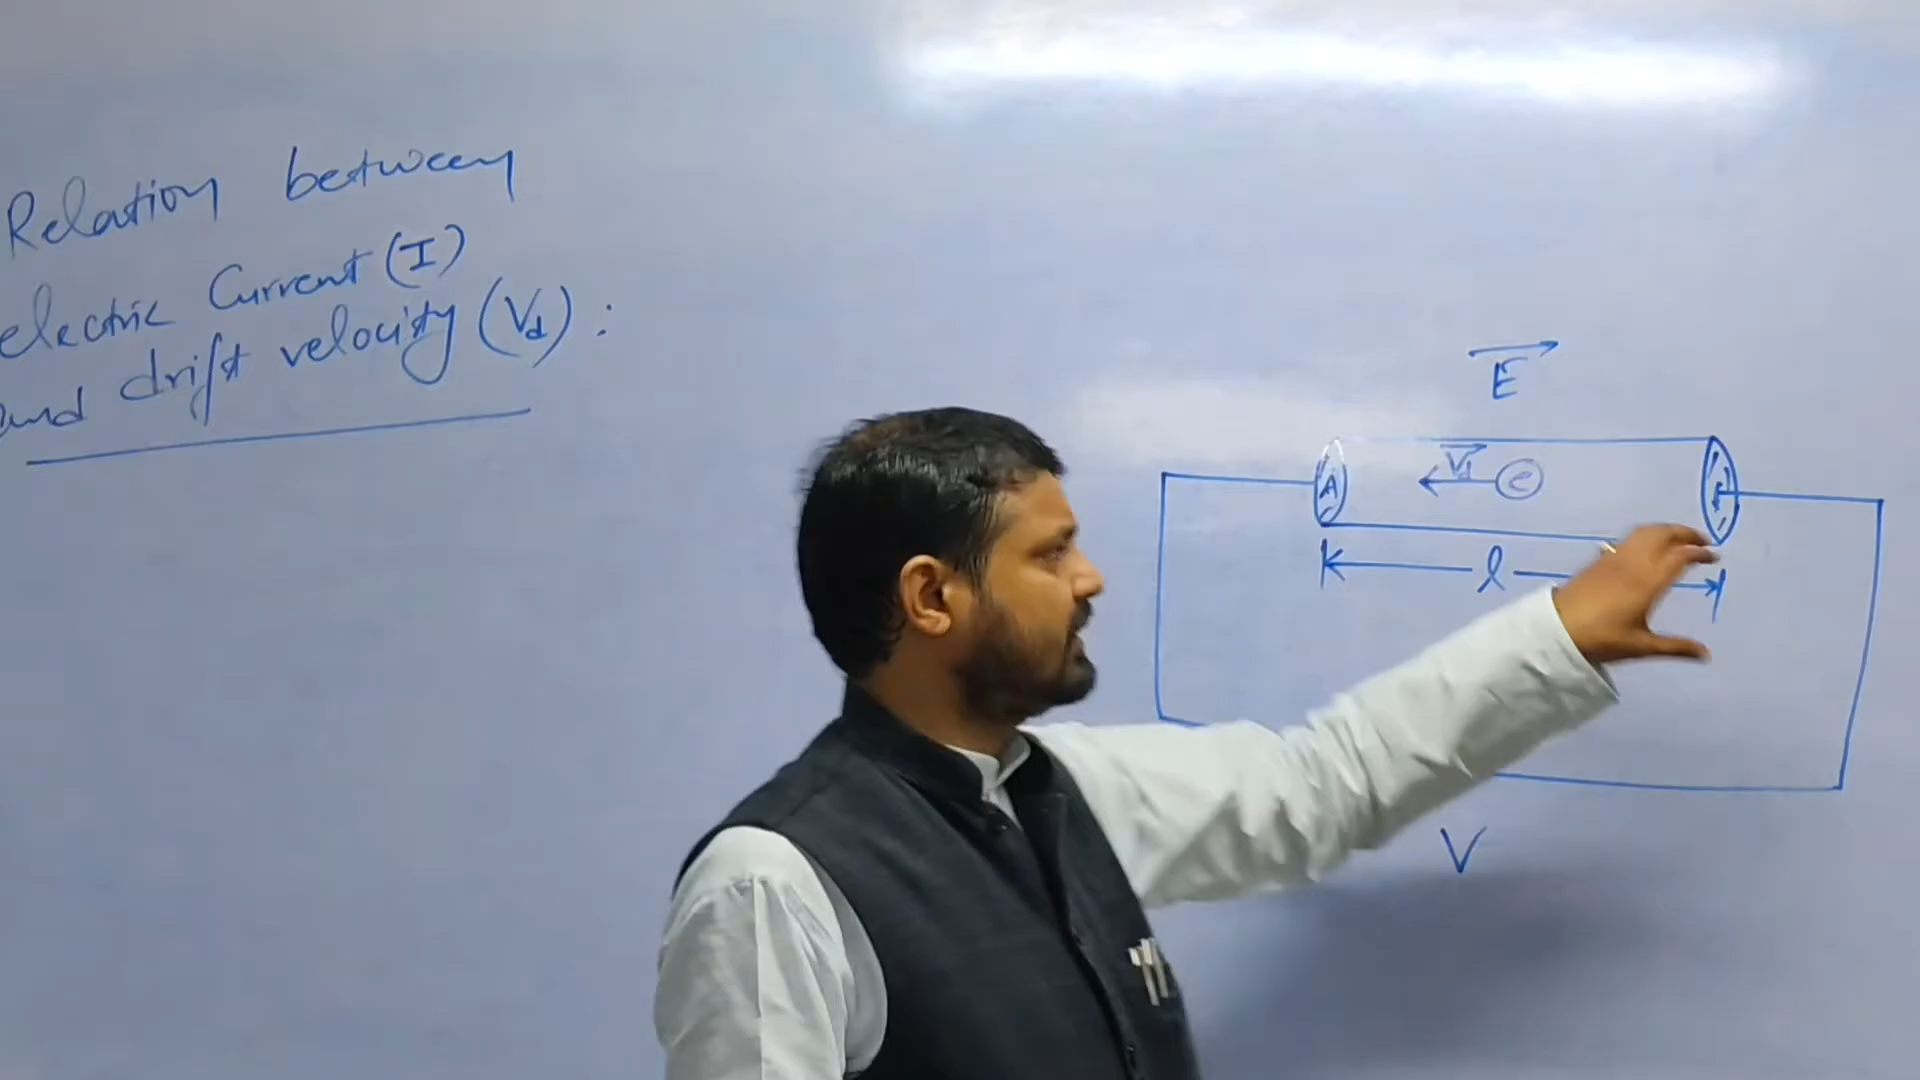 Relation between
electric Current (I)
and drift velocity (Vd) :
E
Vd e
A
l
V